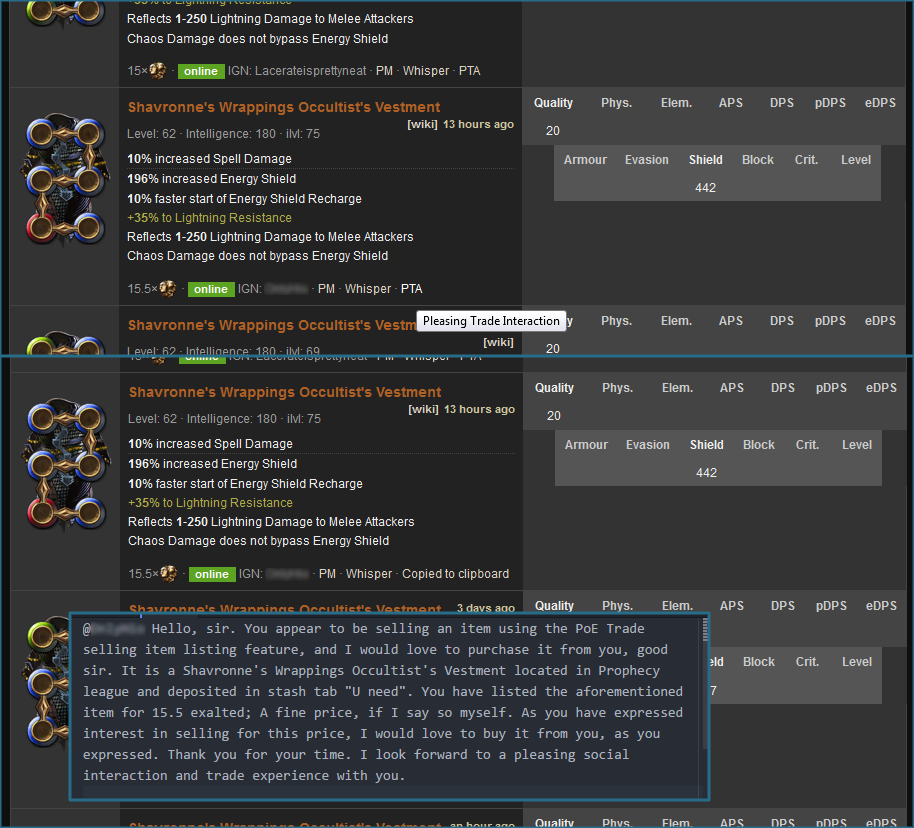 +35% to Lightning Resistance
Reflects 1-250 Lightning Damage to Melee Attackers
Chaos Damage does not bypass Energy Shield
15× · online IGN: Lacerateisprettyneat · PM · Whisper · PTA
Shavronne's Wrappings Occultist's Vestment
[wiki] 13 hours ago
Level: 62 · Intelligence: 180 · ilvl: 75
10% increased Spell Damage
196% increased Energy Shield
10% faster start of Energy Shield Recharge
+35% to Lightning Resistance
Reflects 1-250 Lightning Damage to Melee Attackers
Chaos Damage does not bypass Energy Shield
15.5× · online IGN: · PM · Whisper · PTA
Quality Phys. Elem. APS DPS pDPS eDPS
20
Armour Evasion Shield Block Crit. Level
442
Shavronne's Wrappings Occultist's Vestm
Pleasing Trade Interaction
[wiki]
Level: 62 · Intelligence: 180 · ilvl: 69
y Phys. Elem. APS DPS pDPS eDPS
20
15× · online IGN: Lacerateisprettyneat · PM · Whisper · PTA
Shavronne's Wrappings Occultist's Vestment
[wiki] 13 hours ago
Level: 62 · Intelligence: 180 · ilvl: 75
10% increased Spell Damage
196% increased Energy Shield
10% faster start of Energy Shield Recharge
+35% to Lightning Resistance
Reflects 1-250 Lightning Damage to Melee Attackers
Chaos Damage does not bypass Energy Shield
15.5× · online IGN: · PM · Whisper · Copied to clipboard
Quality Phys. Elem. APS DPS pDPS eDPS
20
Armour Evasion Shield Block Crit. Level
442
Shavronne's Wrappings Occultist's Vestment 3 days ago
Quality Phys. Elem. APS DPS pDPS eDPS
eld Block Crit. Level
7
@ Hello, sir. You appear to be selling an item using the PoE Trade
selling item listing feature, and I would love to purchase it from you, good
sir. It is a Shavronne's Wrappings Occultist's Vestment located in Prophecy
league and deposited in stash tab "U need". You have listed the aforementioned
item for 15.5 exalted; A fine price, if I say so myself. As you have expressed
interest in selling for this price, I would love to buy it from you, as you
expressed. Thank you for your time. I look forward to a pleasing social
interaction and trade experience with you.
Shavronne's Wrappings Occultist's Vestment an hour ago
Quality Phys. Elem. APS DPS pDPS eDPS